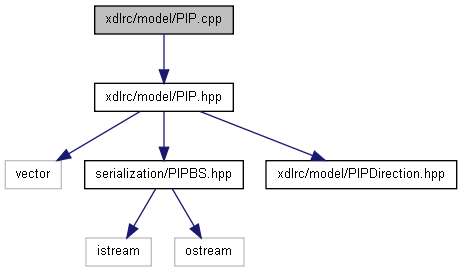 xdlrc/model/PIP.cpp
xdlrc/model/PIP.hpp
vector
serialization/PIPBS.hpp
xdlrc/model/PIPDirection.hpp
istream
ostream